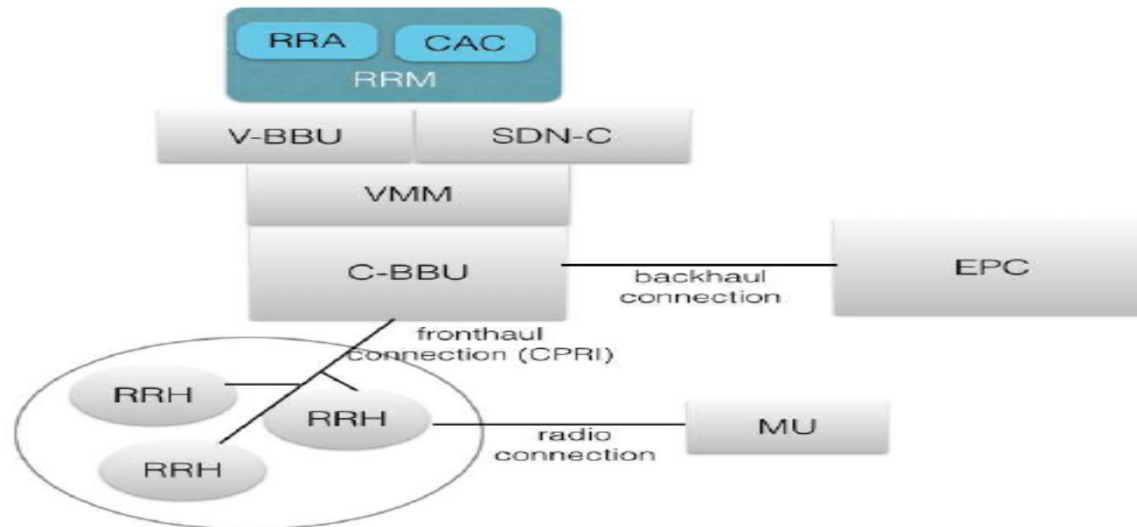 RRA
CAC
RRM
V-BBU
SDN-C
VMM
C-BBU
EPC
backhaul
connection
fronthaul
connection (CPRI)
RRH
RRH
RRH
MU
radio
connection